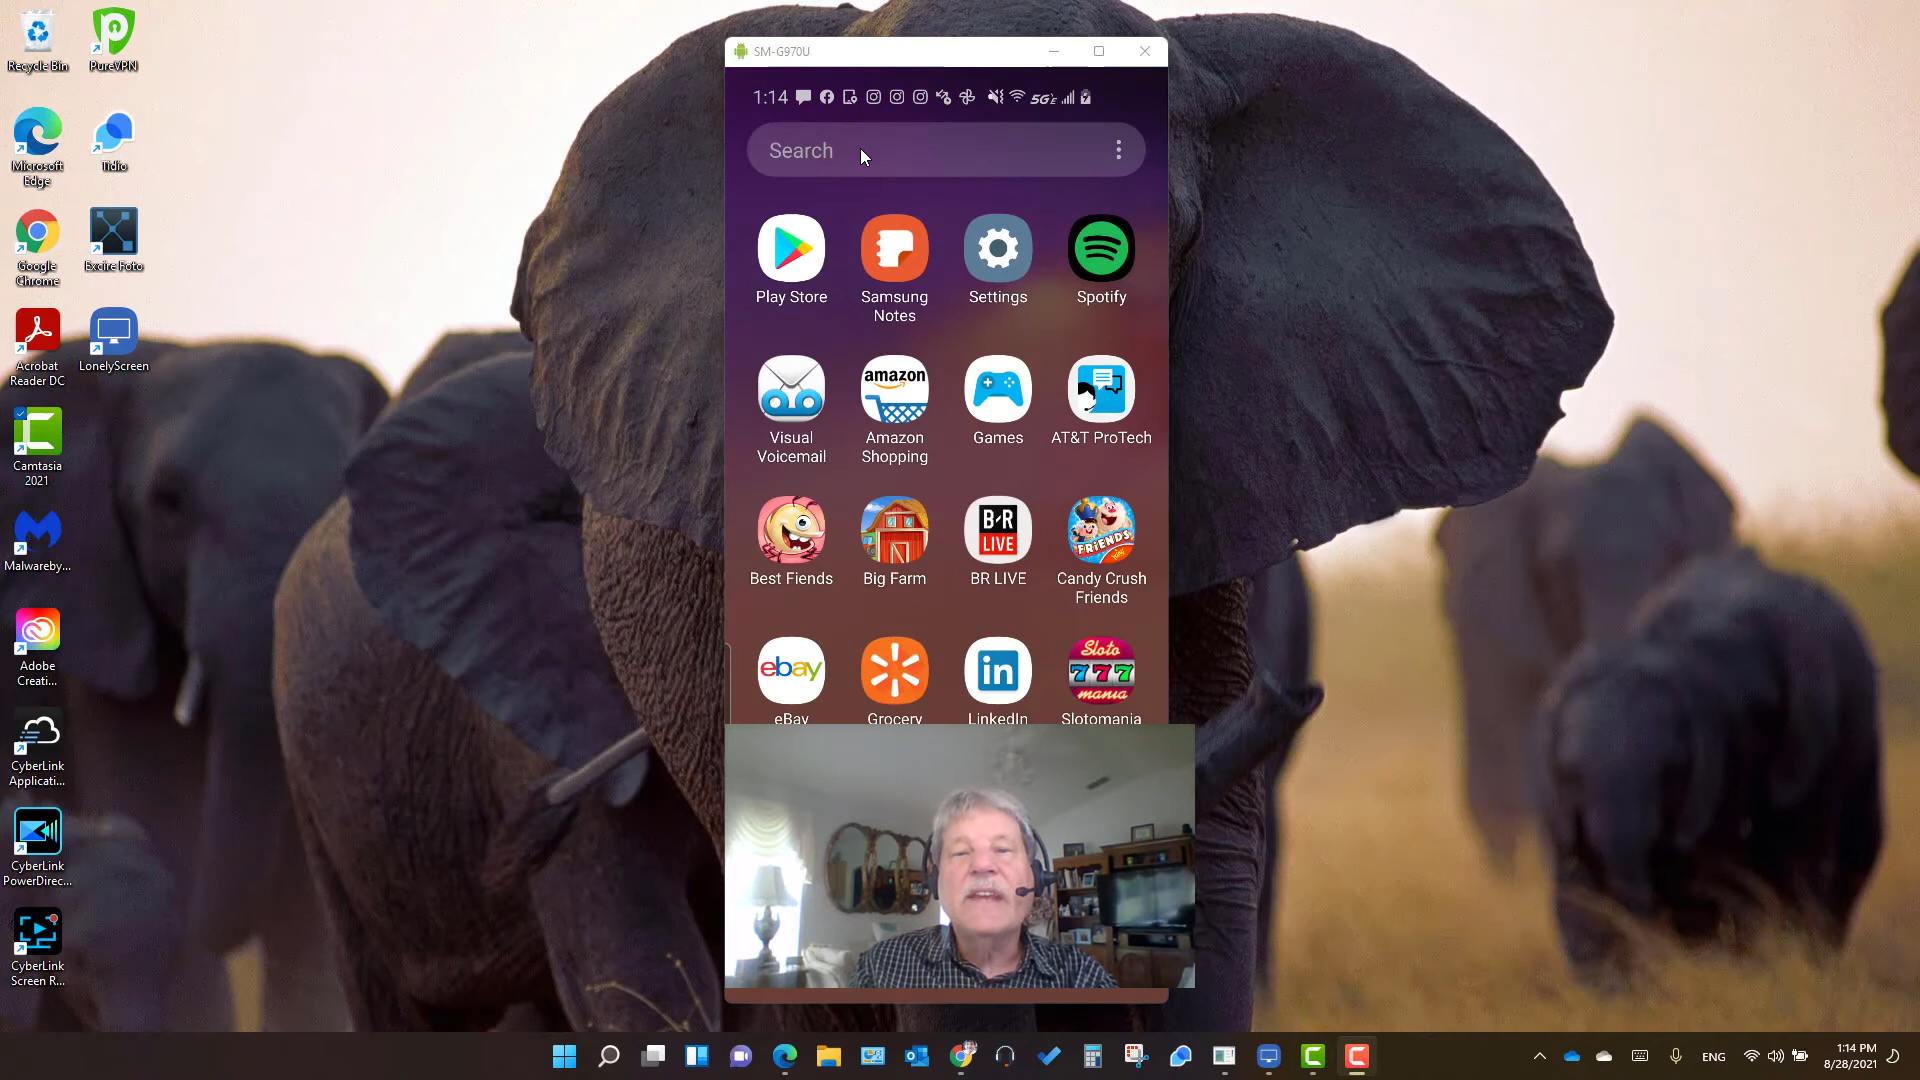 Recycle Bin
PureVPN
Microsoft
Edge
Tidio
Google
Chrome
Excire Foto
Acrobat
Reader DC
LonelyScreen
Camtasia
2021
Malwareby...
Adobe
Creati...
CyberLink
Applicati...
CyberLink
PowerDirec...
CyberLink
Screen R...
SM-G970U
1:14
5GE
Search
Play Store
Samsung
Notes
Settings
Spotify
amazon
Visual
Voicemail
Amazon
Shopping
Games
AT&T ProTech
B/R
LIVE
FRIENDS
Best Fiends
Big Farm
BR LIVE
Candy Crush
Friends
ebay
in
Sloto
777
mania
eBay
Grocery
LinkedIn
Slotomania
ENG
1:14 PM
8/28/2021